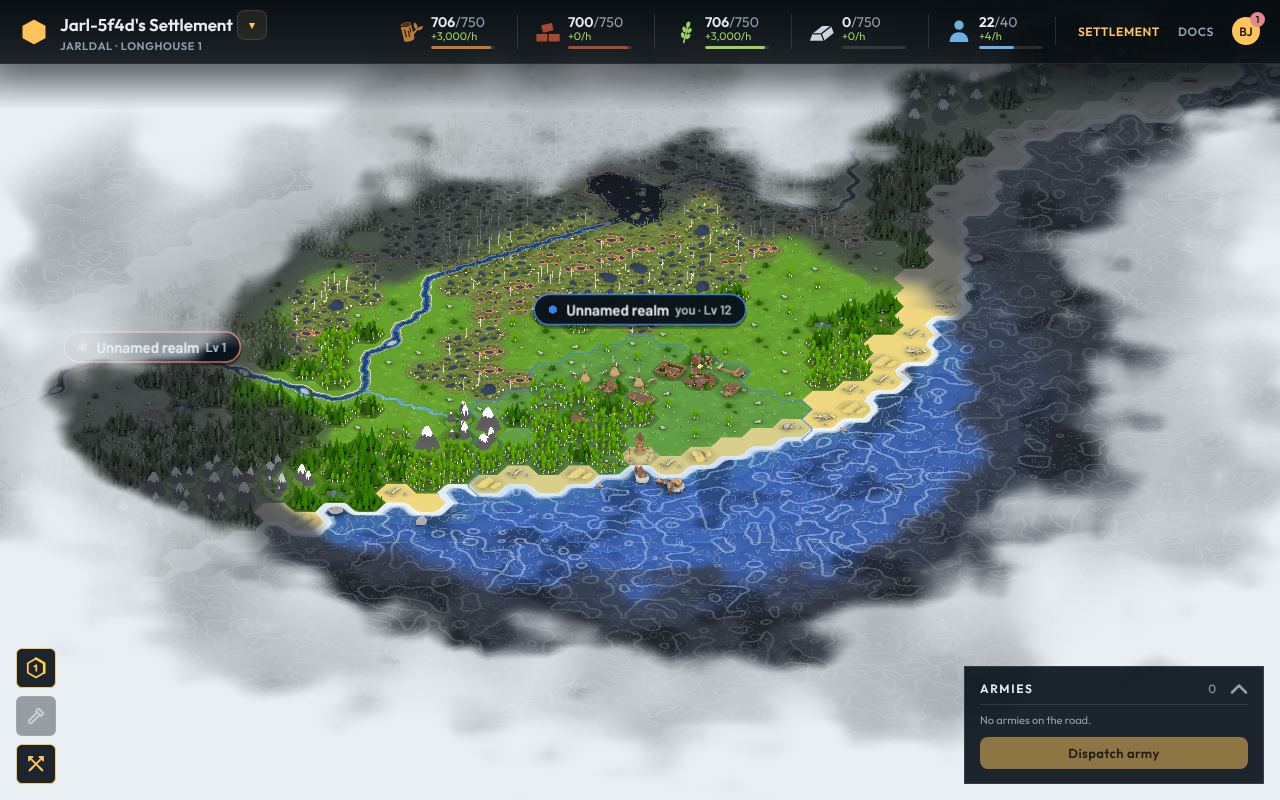 Jarl-5f4d's Settlement ▼
JARLDAL · LONGHOUSE 1
706/750
+3,000/h
700/750
+0/h
706/750
+3,000/h
0/750
+0/h
22/40
+4/h
SETTLEMENT
DOCS
BJ
1
Unnamed realm you · Lv 12
Unnamed realm Lv 1
1
ARMIES 0
No armies on the road.
Dispatch army